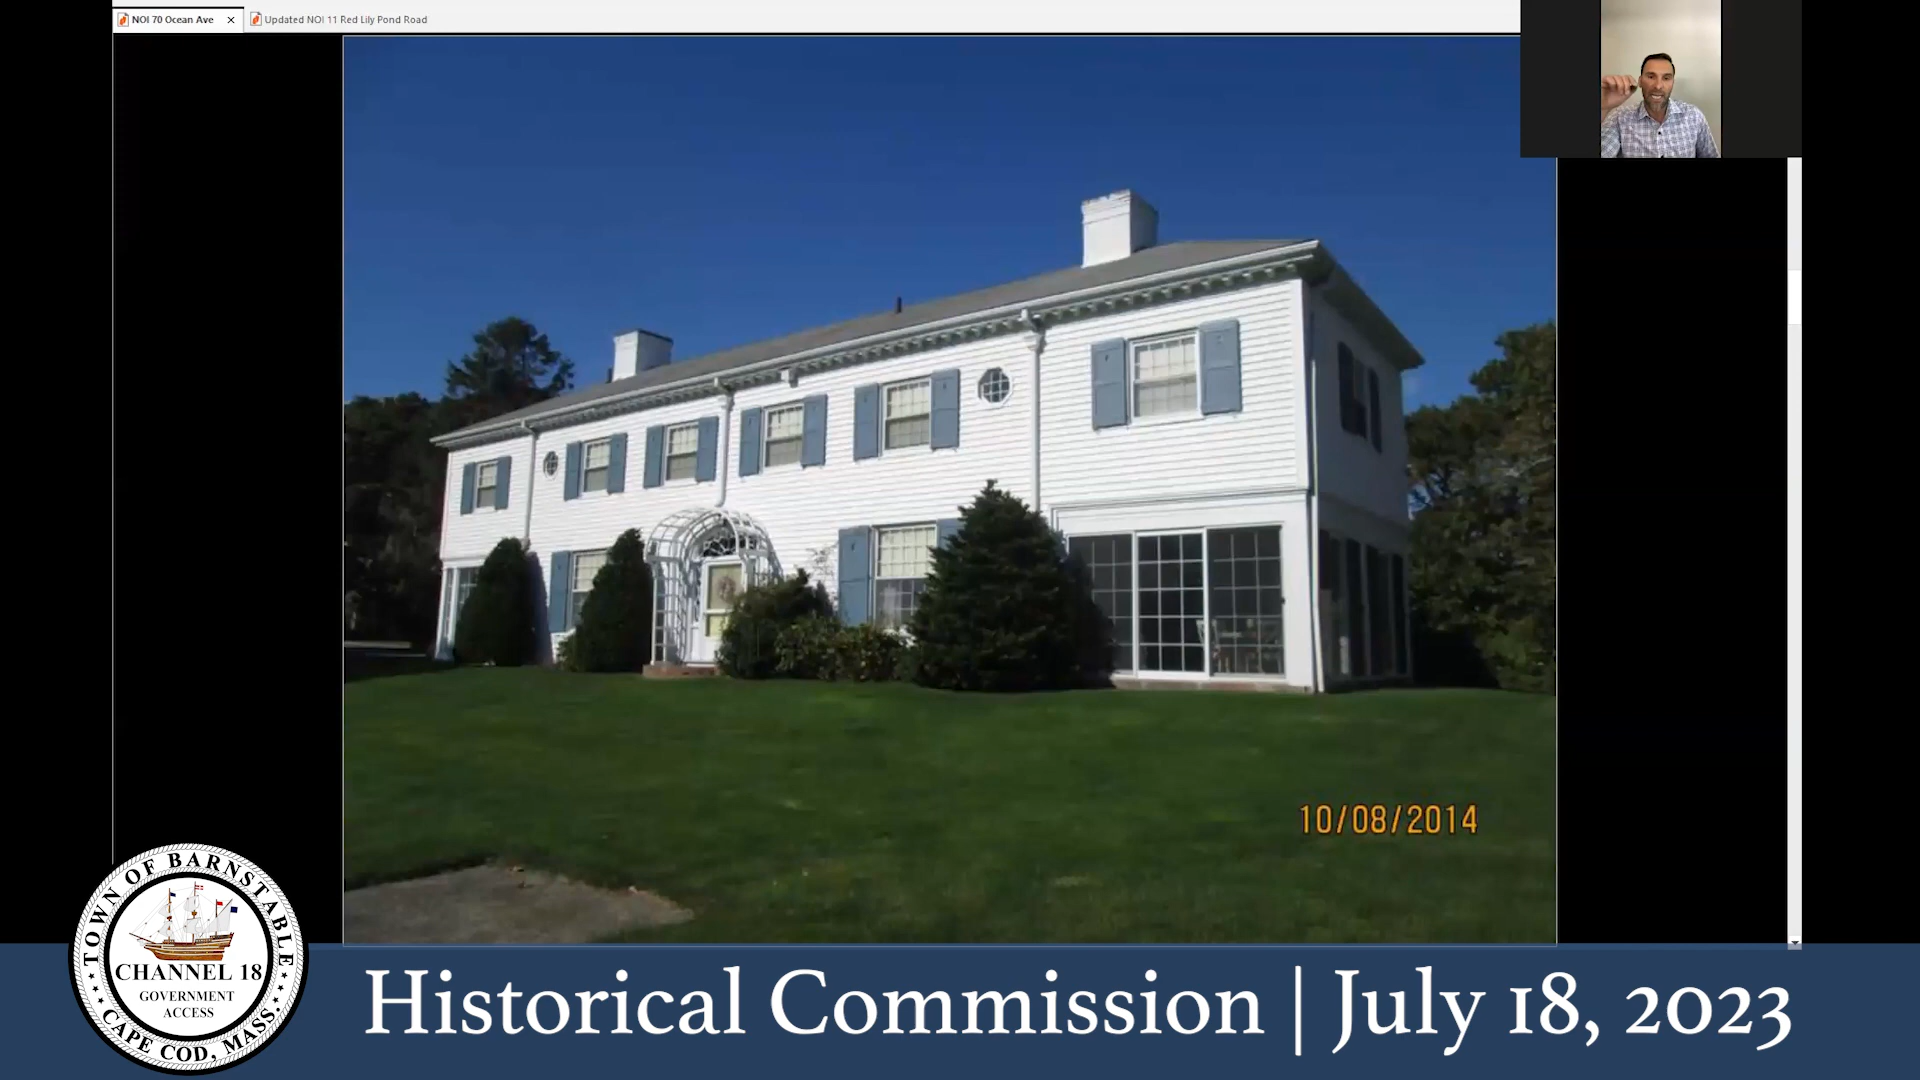 NOI 70 Ocean Ave
Updated NOI 11 Red Lily Pond Road
10/08/2014
TOWN OF BARNSTABLE
CHANNEL 18
GOVERNMENT
ACCESS
CAPE COD, MASS.
Historical Commission | July 18, 2023